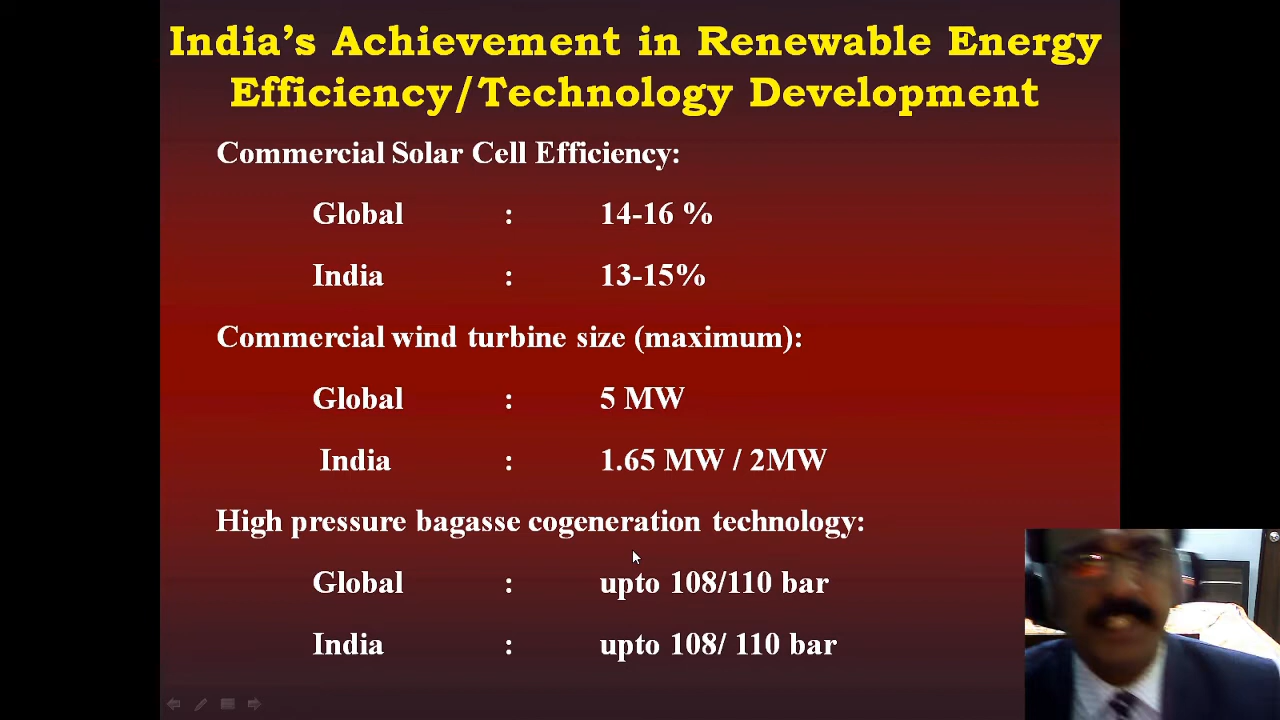 India's Achievement in Renewable Energy
Efficiency/Technology Development
Commercial Solar Cell Efficiency:
Global : 14-16 %
India : 13-15%
Commercial wind turbine size (maximum):
Global : 5 MW
India : 1.65 MW / 2MW
High pressure bagasse cogeneration technology:
Global : upto 108/110 bar
India : upto 108/ 110 bar